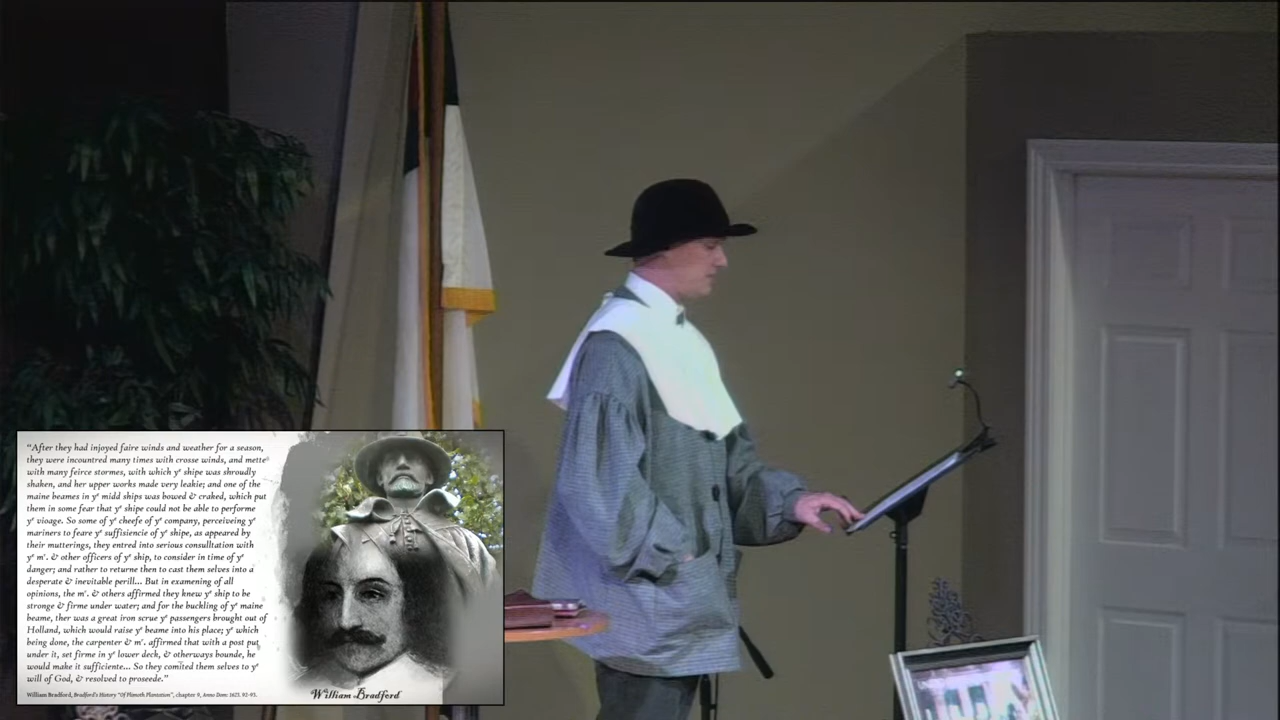 “After they had injoyed faire winds and weather for a season,
they were incountred many times with crosse winds, and mette
with many feirce stormes, with which yᵉ shipe was shroudly
shaken, and her upper works made very leakie; and one of the
maine beames in yᵉ midd ships was bowed & craked, which put
them in some fear that yᵉ shipe could not be able to performe
yᵉ vioage. So some of yᵉ cheefe of yᵉ company, perceiveing yᵉ
mariners to feare yᵉ suffisiencie of yᵉ shipe, as appeared by
their mutterings, they entred into serious consulltation with
yᵉ mʳ. & other officers of yᵉ ship, to consider in time of yᵉ
danger; and rather to returne then to cast them selves into a
desperate & inevitable perill... But in examening of all
opinions, the mʳ. & others affirmed they knew yᵉ ship to be
stronge & firme under water; and for the buckling of yᵉ maine
beame, ther was a great iron scrue yᵉ passengers brought out of
Holland, which would raise yᵉ beame into his place; yᵉ which
being done, the carpenter & mʳ. affirmed that with a post put
under it, set firme in yᵉ lower deck, & otherways bounde, he
would make it sufficiente... So they comited them selves to yᵉ
will of God, & resolved to proseede.”
William Bradford, Bradford's History "Of Plimoth Plantation", chapter 9, Anno Dom: 1621. 92-93.
William Bradford